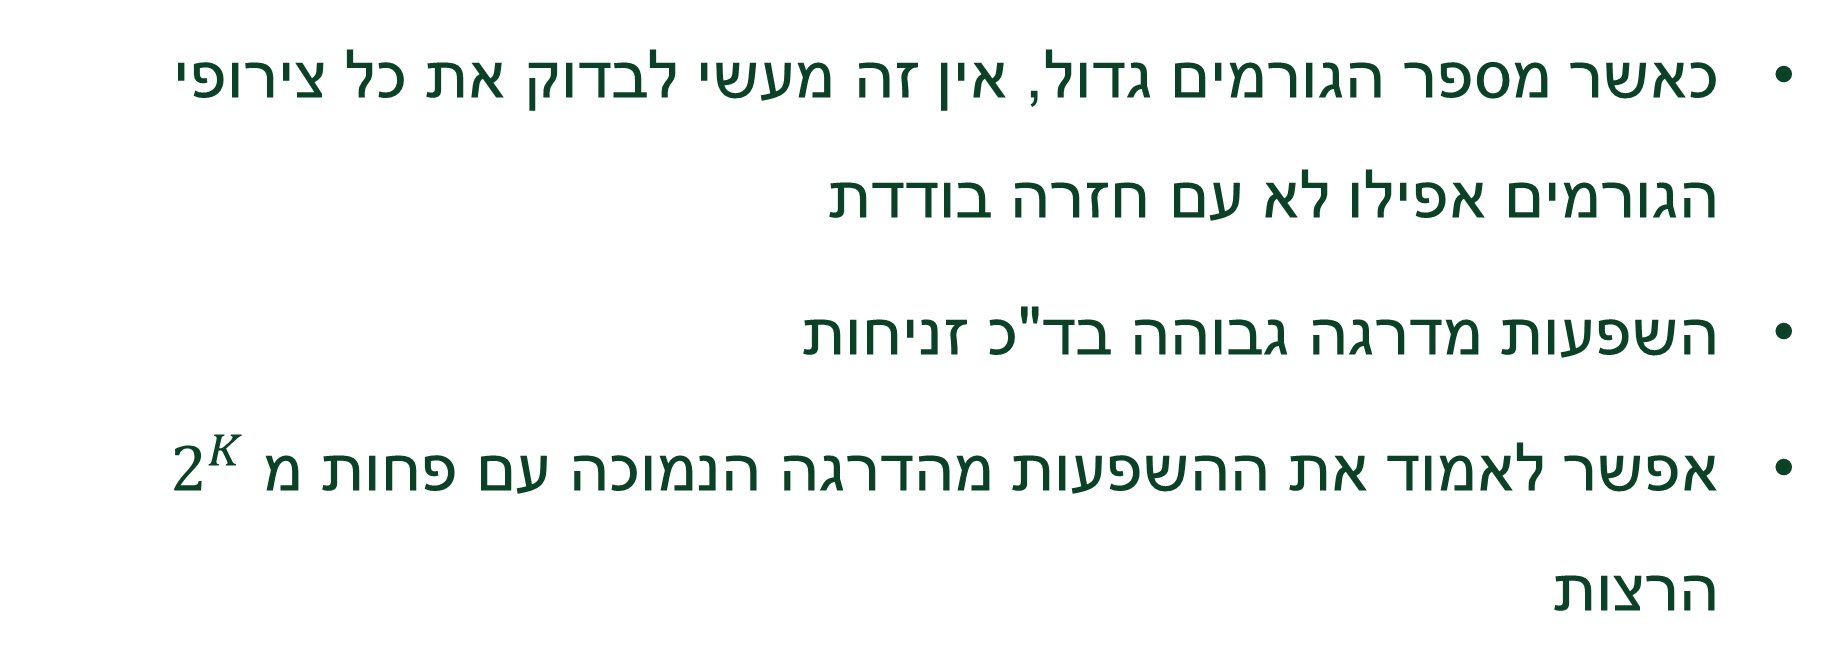 • כאשר מספר הגורמים גדול, אין זה מעשי לבדוק את כל צירופי
הגורמים אפילו לא עם חזרה בודדת
• השפעות מדרגה גבוהה בד"כ זניחות
• אפשר לאמוד את ההשפעות מהדרגה הנמוכה עם פחות מ 2^K
הרצות